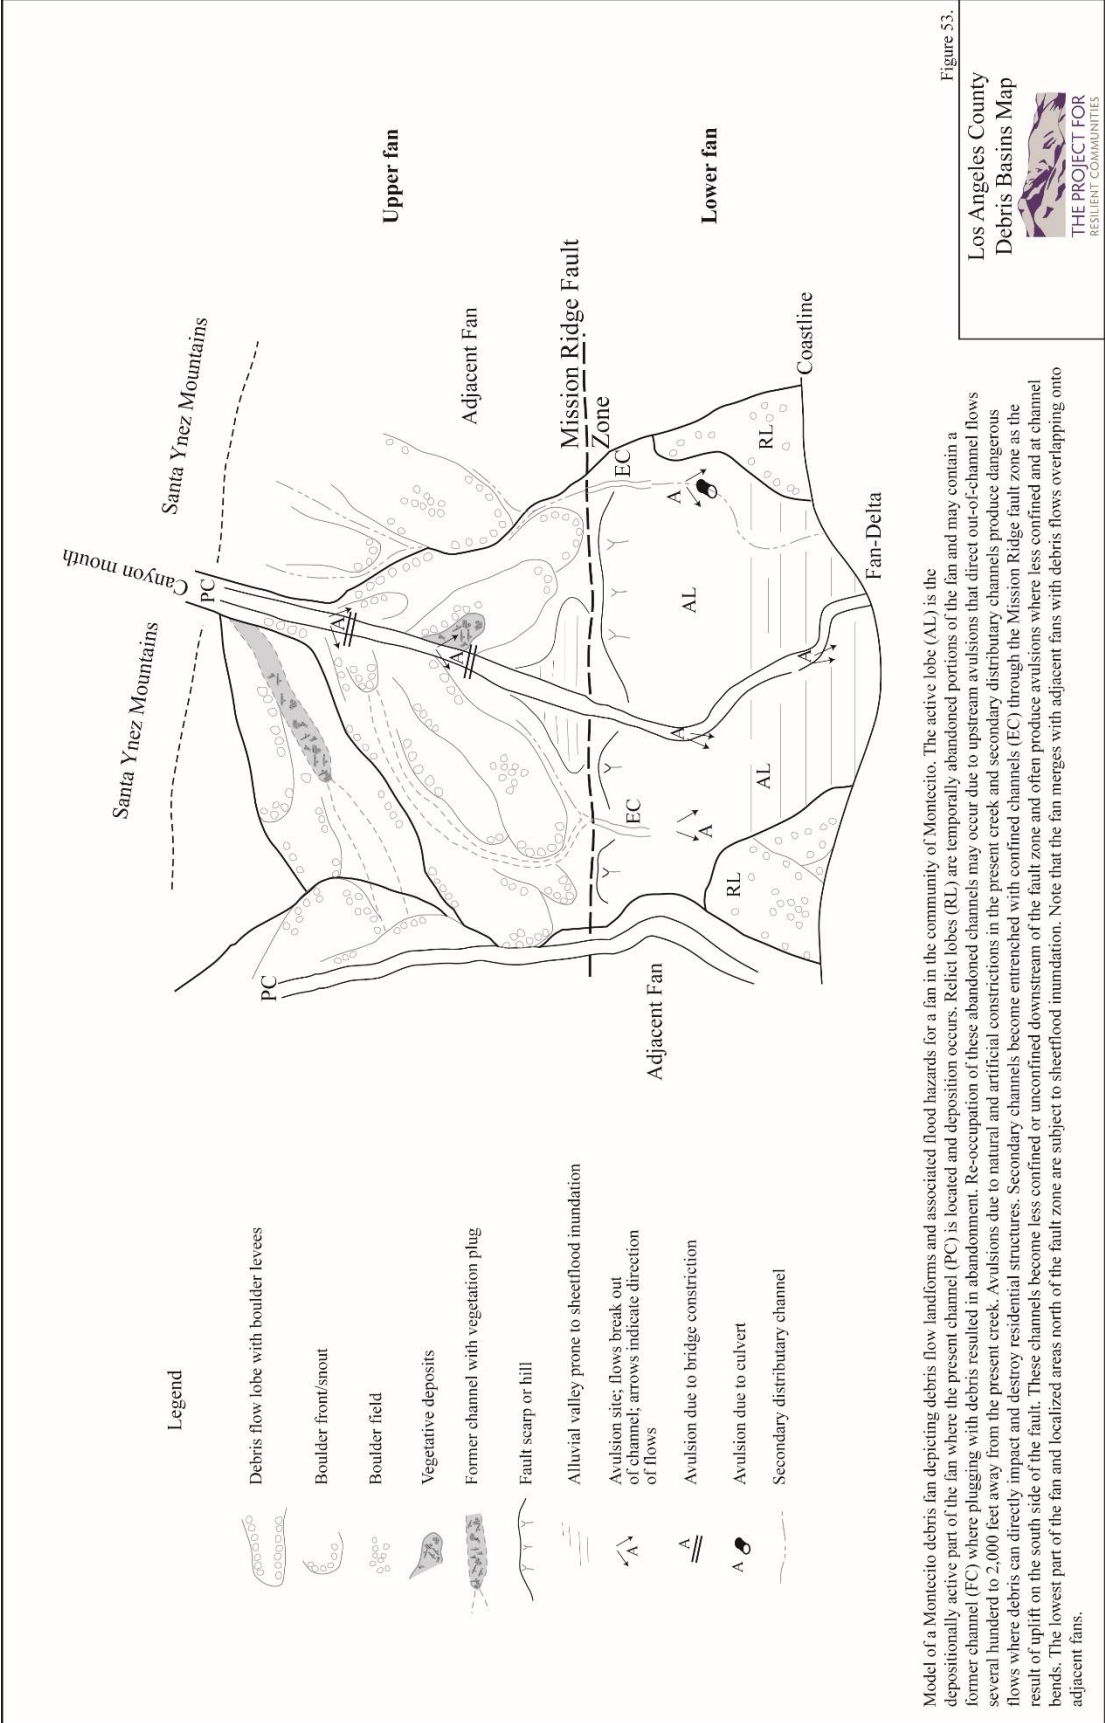 Legend
Debris flow lobe with boulder levees
Boulder front/snout
Boulder field
Vegetative deposits
Former channel with vegetation plug
Fault scarp or hill
Alluvial valley prone to sheetflood inundation
A
Avulsion site; flows break out
of channel; arrows indicate direction
of flows
A
Avulsion due to bridge constriction
A
Avulsion due to culvert
Secondary distributary channel
Santa Ynez Mountains
Canyon mouth
Santa Ynez Mountains
PC
PC
A
A
Upper fan
Adjacent Fan
Mission Ridge Fault
Zone
EC
EC
A
A
A
A
AL
AL
RL
RL
Adjacent Fan
Lower fan
Coastline
Fan-Delta
Figure 53.
Los Angeles County
Debris Basins Map
THE PROJECT FOR
RESILIENT COMMUNITIES
Model of a Montecito debris fan depicting debris flow landforms and associated flood hazards for a fan in the community of Montecito. The active lobe (AL) is the
depositionally active part of the fan where the present channel (PC) is located and deposition occurs. Relict lobes (RL) are temporally abandoned portions of the fan and may contain a
former channel (FC) where plugging with debris resulted in abandonment. Re-occupation of these abandoned channels may occur due to upstream avulsions that direct out-of-channel flows
several hunderd to 2,000 feet away from the present creek. Avulsions due to natural and artificial constrictions in the present creek and secondary distributary channels produce dangerous
flows where debris can directly impact and destroy residential structures. Secondary channels become entrenched with confined channels (EC) through the Mission Ridge fault zone as the
result of uplift on the south side of the fault. These channels become less confined or unconfined downstream of the fault zone and often produce avulsions where less confined and at channel
bends. The lowest part of the fan and localized areas north of the fault zone are subject to sheetflood inundation. Note that the fan merges with adjacent fans with debris flows overlapping onto
adjacent fans.